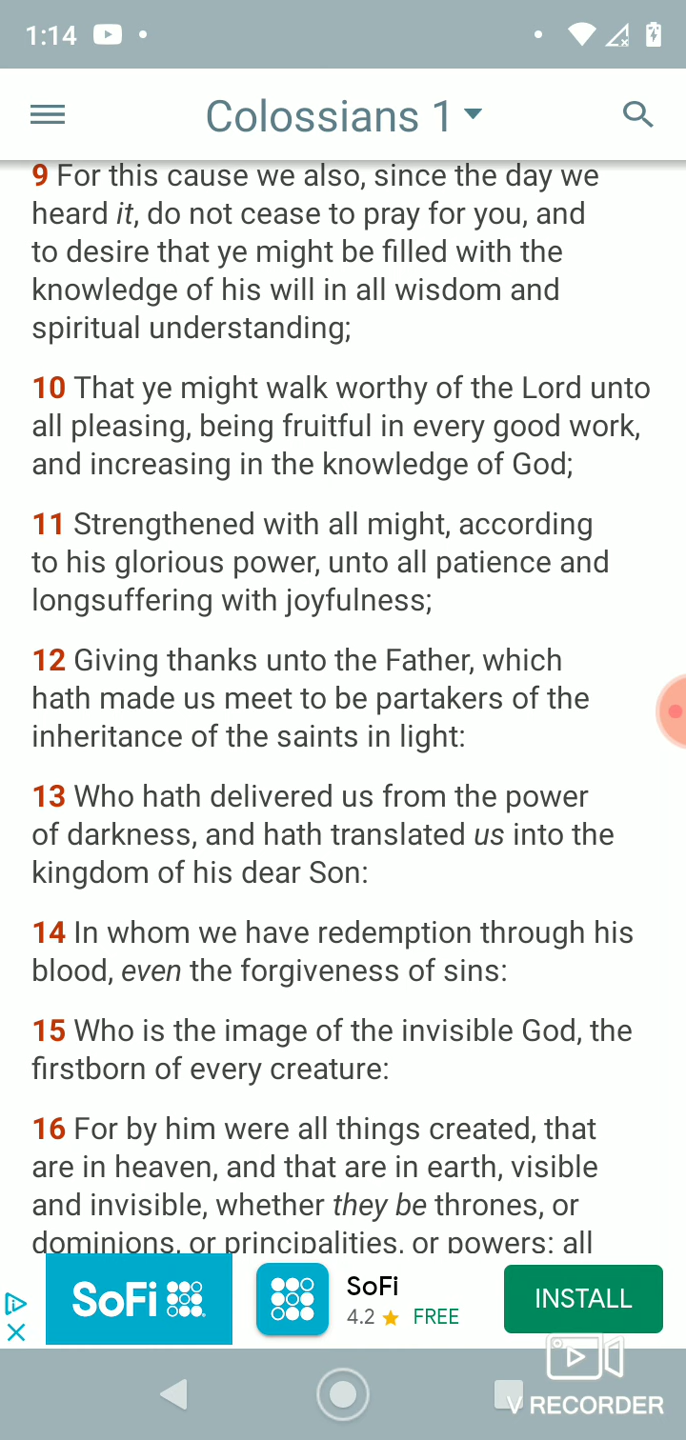 1:14
Colossians 1
9 For this cause we also, since the day we
heard it, do not cease to pray for you, and
to desire that ye might be filled with the
knowledge of his will in all wisdom and
spiritual understanding;
10 That ye might walk worthy of the Lord unto
all pleasing, being fruitful in every good work,
and increasing in the knowledge of God;
11 Strengthened with all might, according
to his glorious power, unto all patience and
longsuffering with joyfulness;
12 Giving thanks unto the Father, which
hath made us meet to be partakers of the
inheritance of the saints in light:
13 Who hath delivered us from the power
of darkness, and hath translated us into the
kingdom of his dear Son:
14 In whom we have redemption through his
blood, even the forgiveness of sins:
15 Who is the image of the invisible God, the
firstborn of every creature:
16 For by him were all things created, that
are in heaven, and that are in earth, visible
and invisible, whether they be thrones, or
dominions, or principalities, or powers: all
SoFi
SoFi
4.2 FREE
INSTALL
V RECORDER